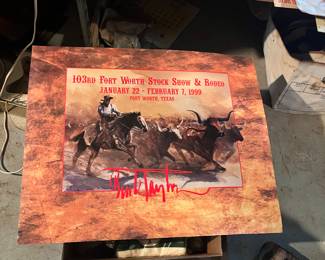 103rd Fort Worth Stock Show & Rodeo
January 22 - February 7, 1999
Fort Worth, Texas